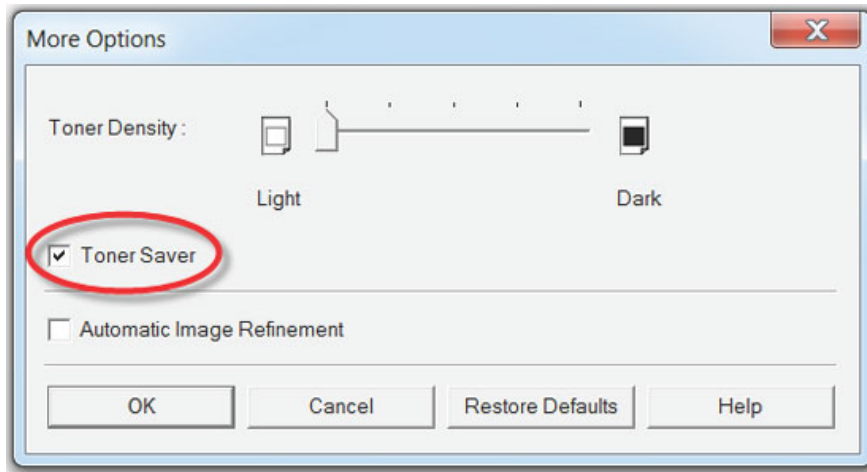 More Options
Toner Density :
Light Dark
Toner Saver
Automatic Image Refinement
OK Cancel Restore Defaults Help